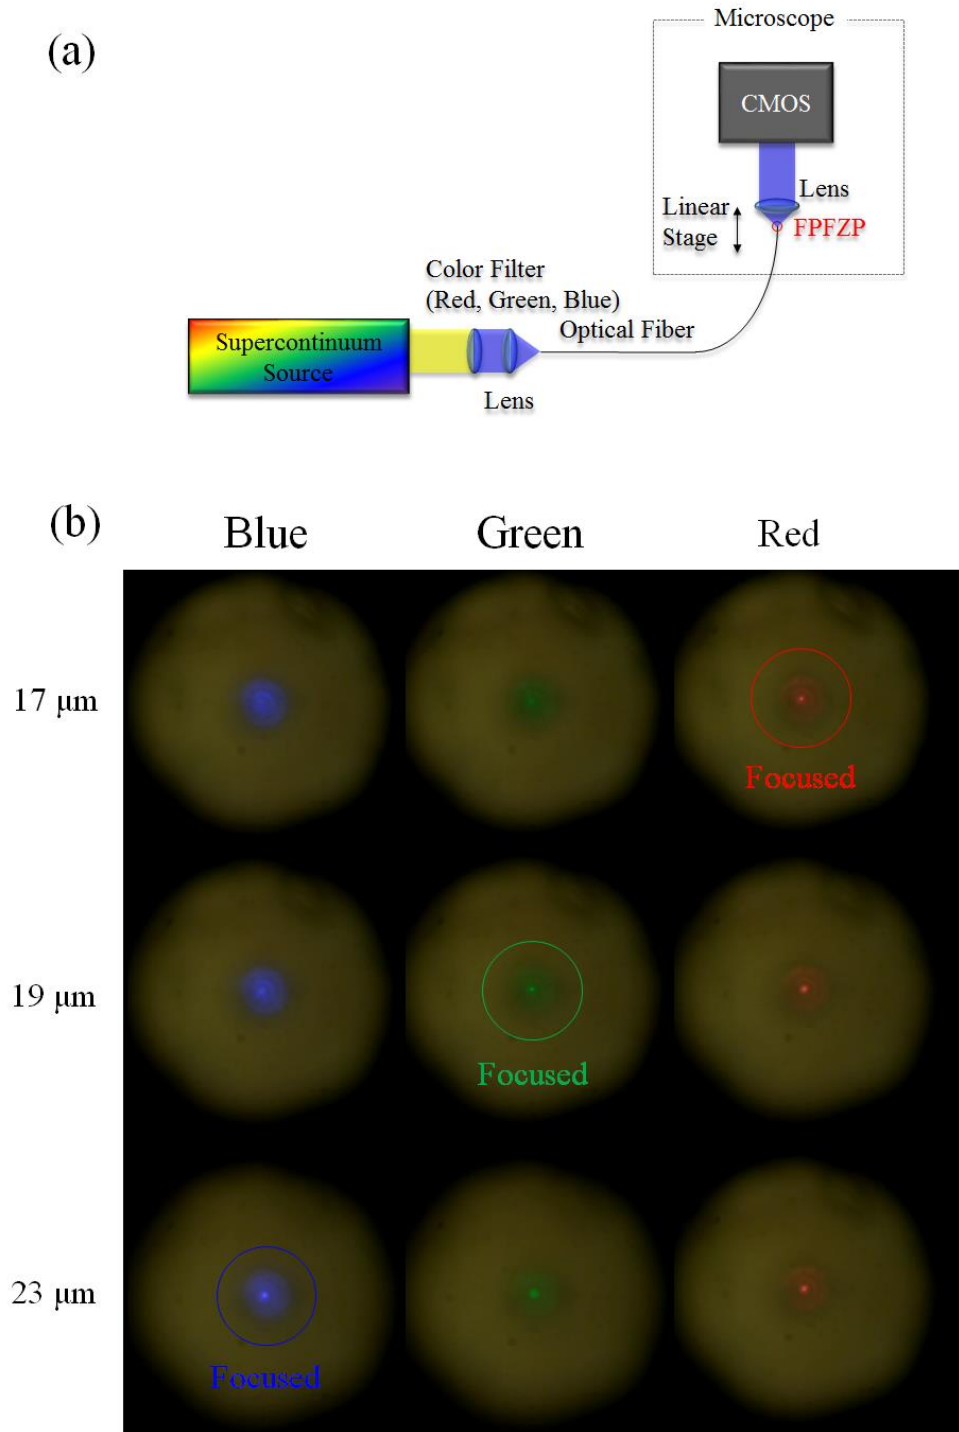 (a)
Microscope
CMOS
Lens
Linear
Stage
FPFZP
Color Filter
(Red, Green, Blue)
Optical Fiber
Supercontinuum
Source
Lens
(b)
Blue
Green
Red
17 μm
Focused
19 μm
Focused
23 μm
Focused